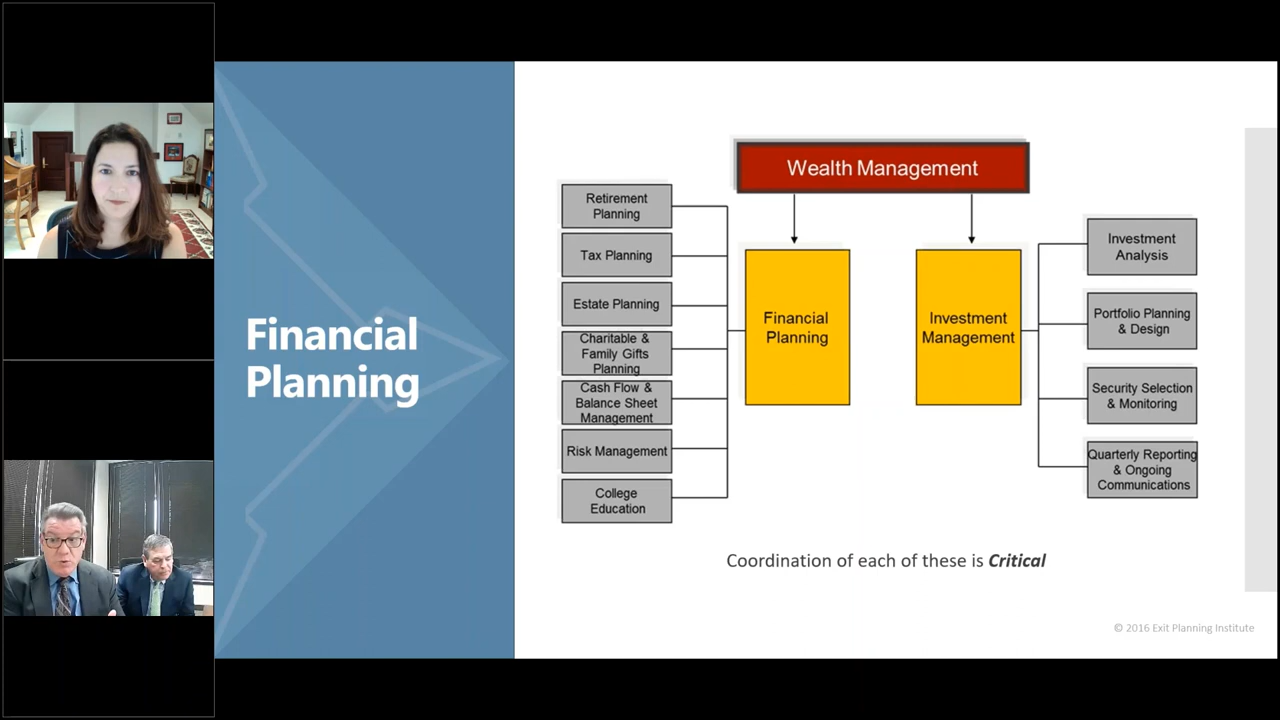 Financial
Planning
Wealth Management
Retirement
Planning
Tax Planning
Estate Planning
Charitable &
Family Gifts
Planning
Cash Flow &
Balance Sheet
Management
Risk Management
College
Education
Financial
Planning
Investment
Management
Investment
Analysis
Portfolio Planning
& Design
Security Selection
& Monitoring
Quarterly Reporting
& Ongoing
Communications
Coordination of each of these is Critical
© 2016 Exit Planning Institute